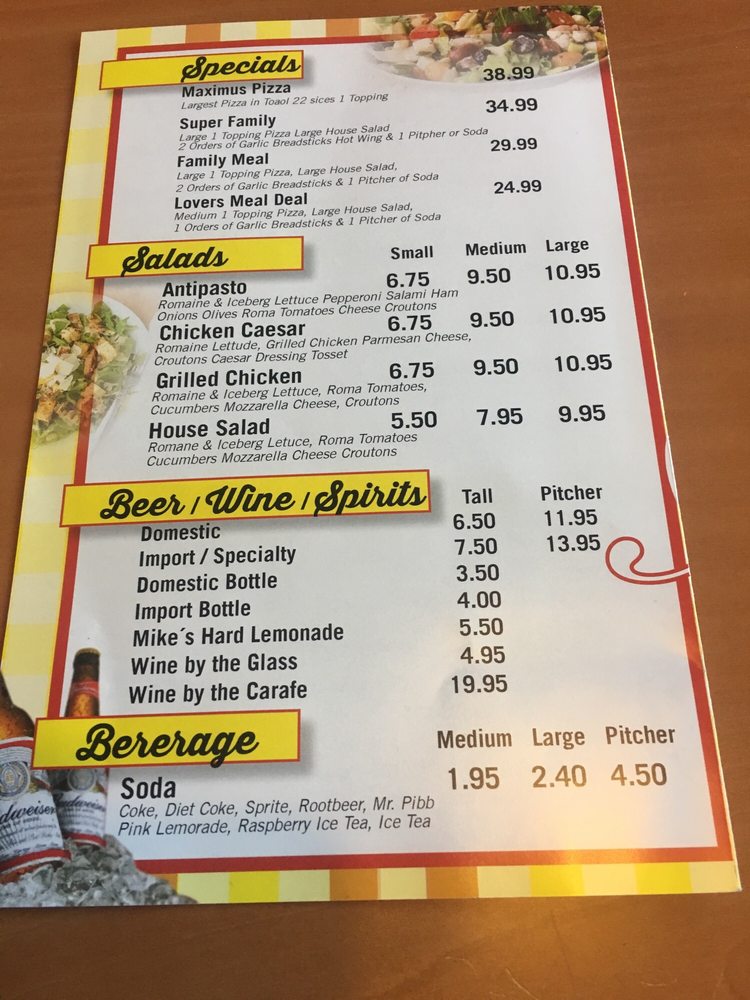 Specials
Maximus Pizza 38.99
Largest Pizza in Toaol 22 sices 1 Topping
Super Family 34.99
Large 1 Topping Pizza Large House Salad
2 Orders of Garlic Breadsticks Hot Wing & 1 Pitpher or Soda
Family Meal 29.99
Large 1 Topping Pizza, Large House Salad,
2 Orders of Garlic Breadsticks & 1 Pitcher of Soda
Lovers Meal Deal 24.99
Medium 1 Topping Pizza, Large House Salad,
1 Orders of Garlic Breadsticks & 1 Pitcher of Soda
Salads Small Medium Large
Antipasto 6.75 9.50 10.95
Romaine & Iceberg Lettuce Pepperoni Salami Ham
Onions Olives Roma Tomatoes Cheese Croutons
Chicken Caesar 6.75 9.50 10.95
Romaine Lettude, Grilled Chicken Parmesan Cheese,
Croutons Caesar Dressing Tosset
Grilled Chicken 6.75 9.50 10.95
Romaine & Iceberg Lettuce, Roma Tomatoes,
Cucumbers Mozzarella Cheese, Croutons
House Salad 5.50 7.95 9.95
Romane & Iceberg Letuce, Roma Tomatoes
Cucumbers Mozzarella Cheese Croutons
Beer / Wine / Spirits Tall Pitcher
Domestic 6.50 11.95
Import / Specialty 7.50 13.95
Domestic Bottle 3.50
Import Bottle 4.00
Mike´s Hard Lemonade 5.50
Wine by the Glass 4.95
Wine by the Carafe 19.95
Bererage Medium Large Pitcher
Soda 1.95 2.40 4.50
Coke, Diet Coke, Sprite, Rootbeer, Mr. Pibb
Pink Lemorade, Raspberry Ice Tea, Ice Tea